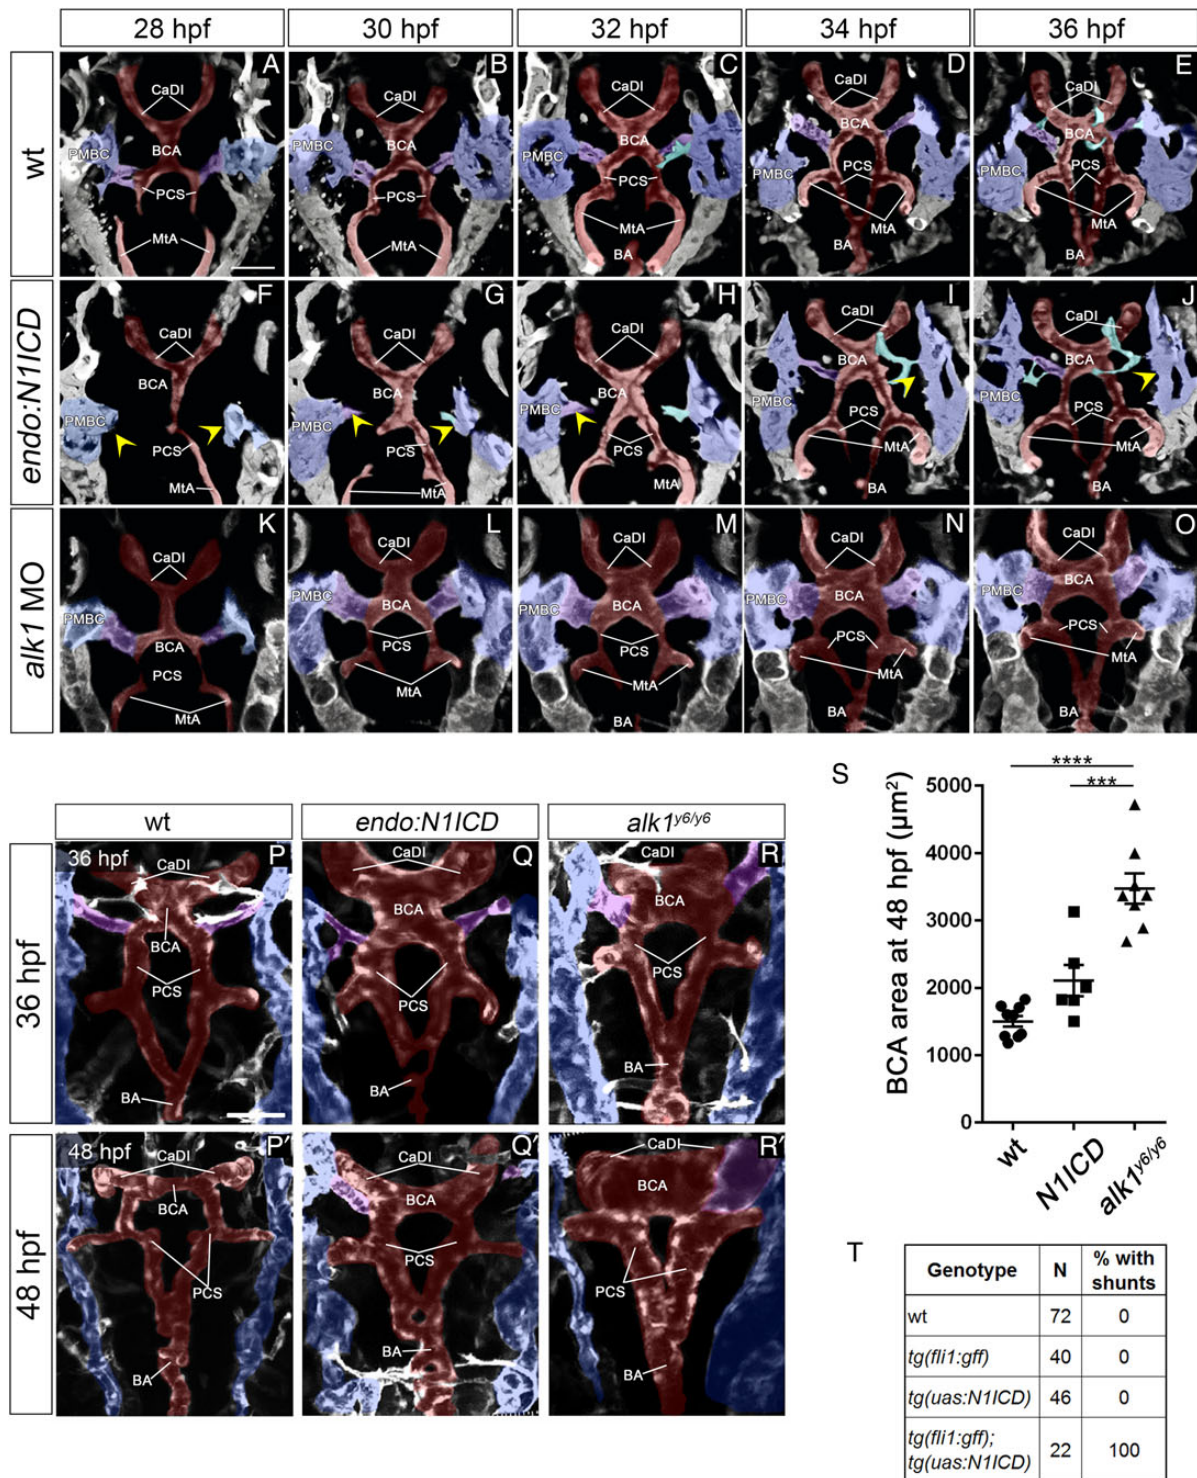 28 hpf 30 hpf 32 hpf 34 hpf 36 hpf
wt
A CaDI PMBC BCA PCS MtA
B CaDI PMBC BCA PCS MtA
C CaDI PMBC BCA PCS MtA BA
D CaDI BCA PMBC PCS MtA BA
E CaDI BCA PMBC PCS MtA BA
endo:N1ICD
F CaDI BCA PMBC PCS MtA
G CaDI BCA PMBC PCS MtA
H CaDI BCA PMBC PCS MtA
I CaDI BCA PMBC PCS MtA BA
J CaDI BCA PMBC PCS MtA BA
alk1 MO
K CaDI PMBC BCA PCS MtA
L CaDI PMBC BCA PCS MtA
M CaDI PMBC BCA PCS MtA BA
N CaDI PMBC BCA PCS MtA BA
O CaDI PMBC BCA PCS MtA BA
wt endo:N1ICD alk1y6/y6
36 hpf
36 hpf P CaDI BCA PCS BA
Q CaDI BCA PCS BA
R CaDI BCA PCS BA
48 hpf
48 hpf P' CaDI BCA PCS BA
Q' CaDI BCA PCS BA
R' CaDI BCA PCS BA
S
****
***
BCA area at 48 hpf (µm²)
5000
4000
3000
2000
1000
0
wt N1ICD alk1y6/y6
T
Genotype N % with shunts
wt 72 0
tg(fli1:gff) 40 0
tg(uas:N1ICD) 46 0
tg(fli1:gff); tg(uas:N1ICD) 22 100